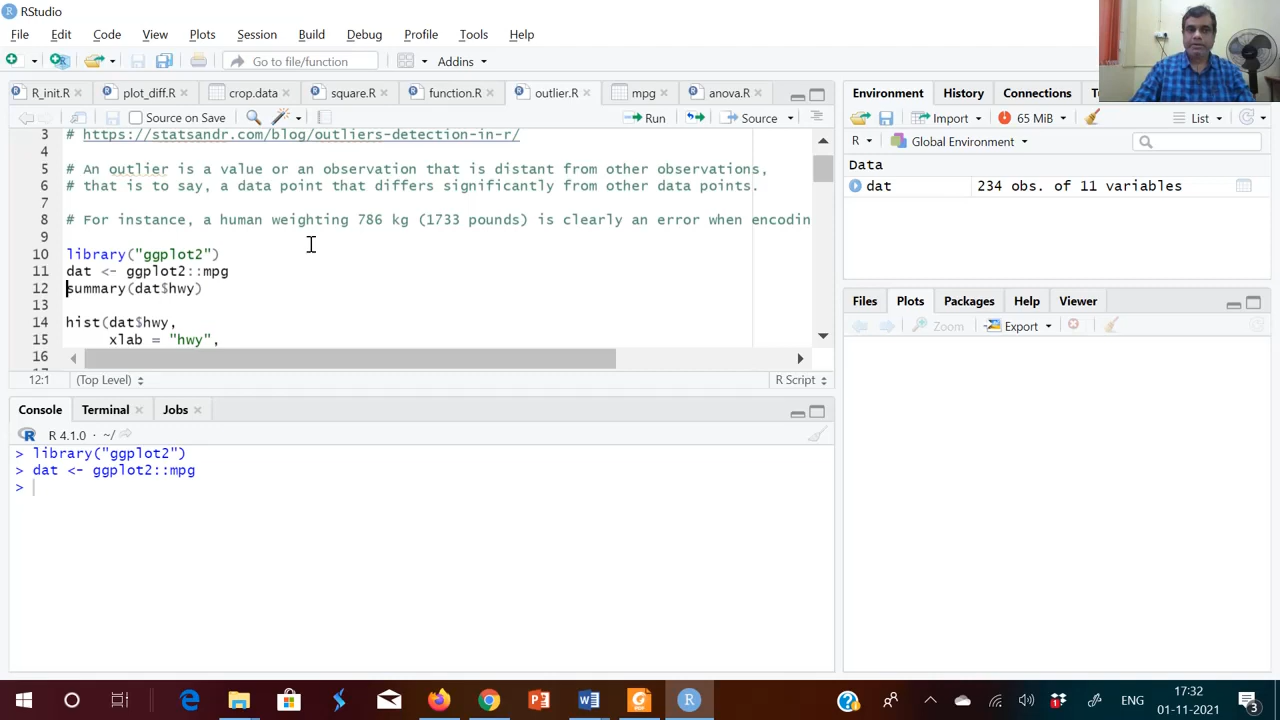 RStudio
File Edit Code View Plots Session Build Debug Profile Tools Help
Go to file/function Addins
R_init.R plot_diff.R crop.data square.R function.R outlier.R mpg anova.R
Source on Save Run Source
3 # https://statsandr.com/blog/outliers-detection-in-r/
4
5 # An outlier is a value or an observation that is distant from other observations,
6 # that is to say, a data point that differs significantly from other data points.
7
8 # For instance, a human weighting 786 kg (1733 pounds) is clearly an error when encodin
9
10 library("ggplot2")
11 dat <- ggplot2::mpg
12 summary(dat$hwy)
13
14 hist(dat$hwy,
15 xlab = "hwy",
16
12:1 (Top Level) R Script
Console Terminal Jobs
R 4.1.0 · ~/
> library("ggplot2")
> dat <- ggplot2::mpg
>
Environment History Connections
Import 65 MiB List
R Global Environment
Data
dat 234 obs. of 11 variables
Files Plots Packages Help Viewer
Zoom Export
ENG
17:32
01-11-2021
3